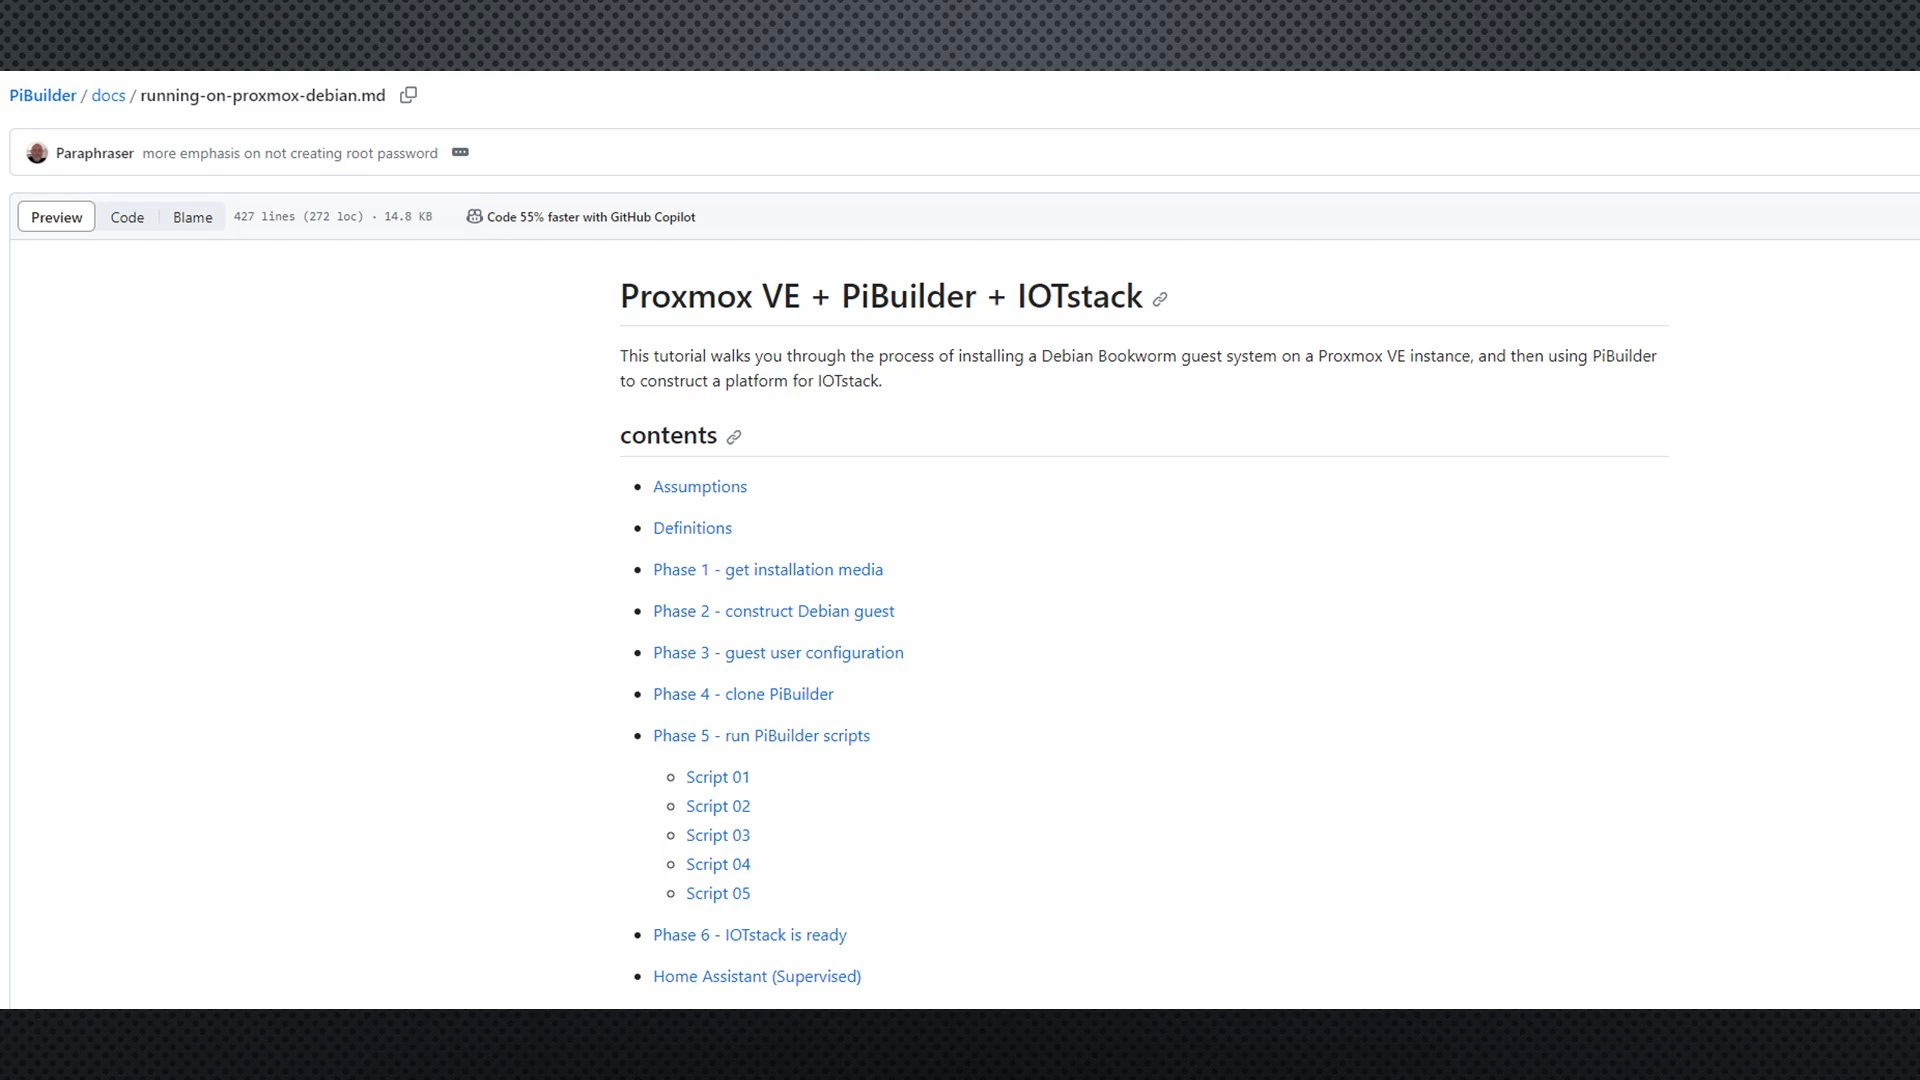 PiBuilder / docs / running-on-proxmox-debian.md
Paraphraser more emphasis on not creating root password
Preview Code Blame 427 lines (272 loc) · 14.8 KB Code 55% faster with GitHub Copilot
Proxmox VE + PiBuilder + IOTstack
This tutorial walks you through the process of installing a Debian Bookworm guest system on a Proxmox VE instance, and then using PiBuilder
to construct a platform for IOTstack.
contents
Assumptions
Definitions
Phase 1 - get installation media
Phase 2 - construct Debian guest
Phase 3 - guest user configuration
Phase 4 - clone PiBuilder
Phase 5 - run PiBuilder scripts
Script 01
Script 02
Script 03
Script 04
Script 05
Phase 6 - IOTstack is ready
Home Assistant (Supervised)